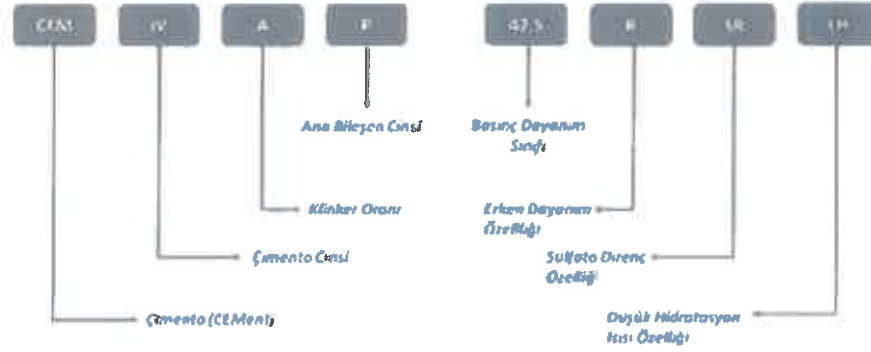 CEM IV A P 42,5 R SR LH
Ana Bileşen Cinsi
Basınç Dayanım
Sınıfı
Klinker Oranı
Erken Dayanım
Özelliği
Çimento Cinsi
Sülfata Direnç
Özelliği
Çimento (CEMent)
Düşük Hidratasyon
Isısı Özelliği